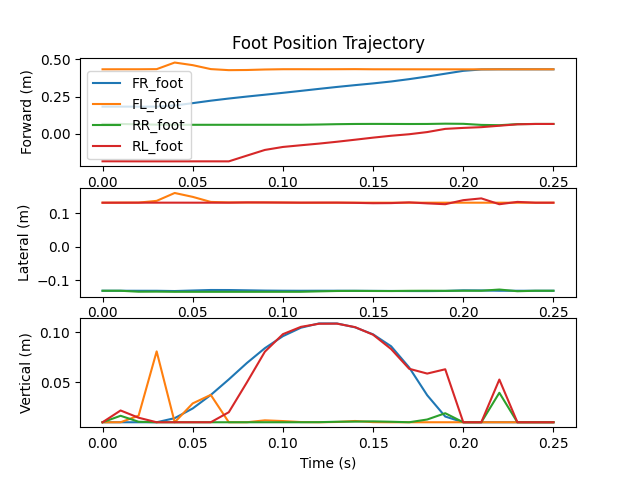 Foot Position Trajectory
Forward (m)
0.50
0.25
0.00
FR_foot
FL_foot
RR_foot
RL_foot
0.00 0.05 0.10 0.15 0.20 0.25
Lateral (m)
0.1
0.0
−0.1
0.00 0.05 0.10 0.15 0.20 0.25
Vertical (m)
0.10
0.05
0.00 0.05 0.10 0.15 0.20 0.25
Time (s)